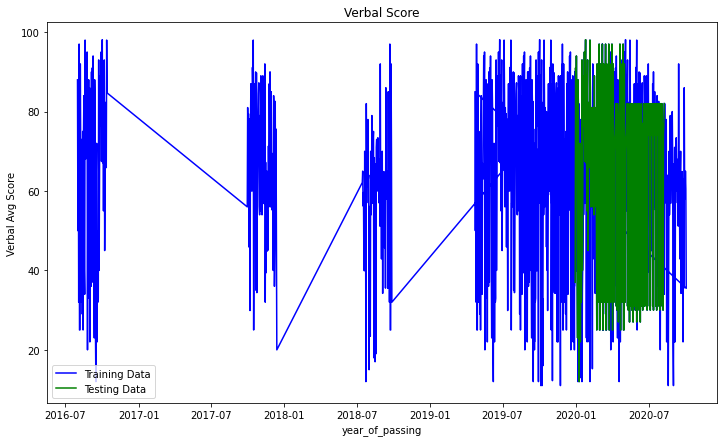 Verbal Score
100
80
60
40
20
Verbal Avg Score
Training Data
Testing Data
2016-07 2017-01 2017-07 2018-01 2018-07 2019-01 2019-07 2020-01 2020-07
year_of_passing